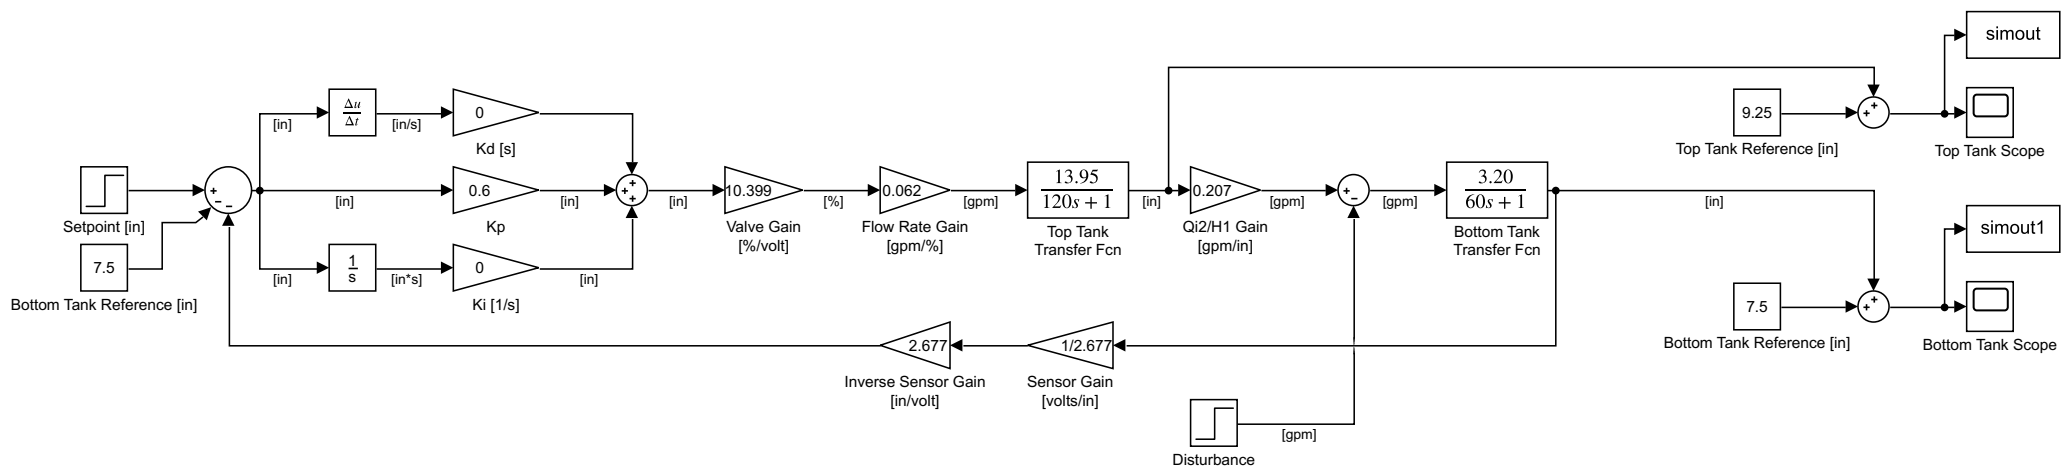 simout
Δu
Δt
[in]
[in/s]
0
Kd [s]
9.25
+
+
Top Tank Reference [in]
Top Tank Scope
Setpoint [in]
+
−
−
[in]
0.6
Kp
[in]
+
+
+
[in]
10.399
Valve Gain
[%/volt]
[%]
0.062
Flow Rate Gain
[gpm/%]
[gpm]
13.95
120s + 1
Top Tank
Transfer Fcn
[in]
0.207
Qi2/H1 Gain
[gpm/in]
[gpm]
+
−
[gpm]
3.20
60s + 1
Bottom Tank
Transfer Fcn
[in]
simout1
7.5
Bottom Tank Reference [in]
[in]
1
s
[in*s]
0
Ki [1/s]
[in]
7.5
+
+
Bottom Tank Reference [in]
Bottom Tank Scope
2.677
Inverse Sensor Gain
[in/volt]
1/2.677
Sensor Gain
[volts/in]
[gpm]
Disturbance